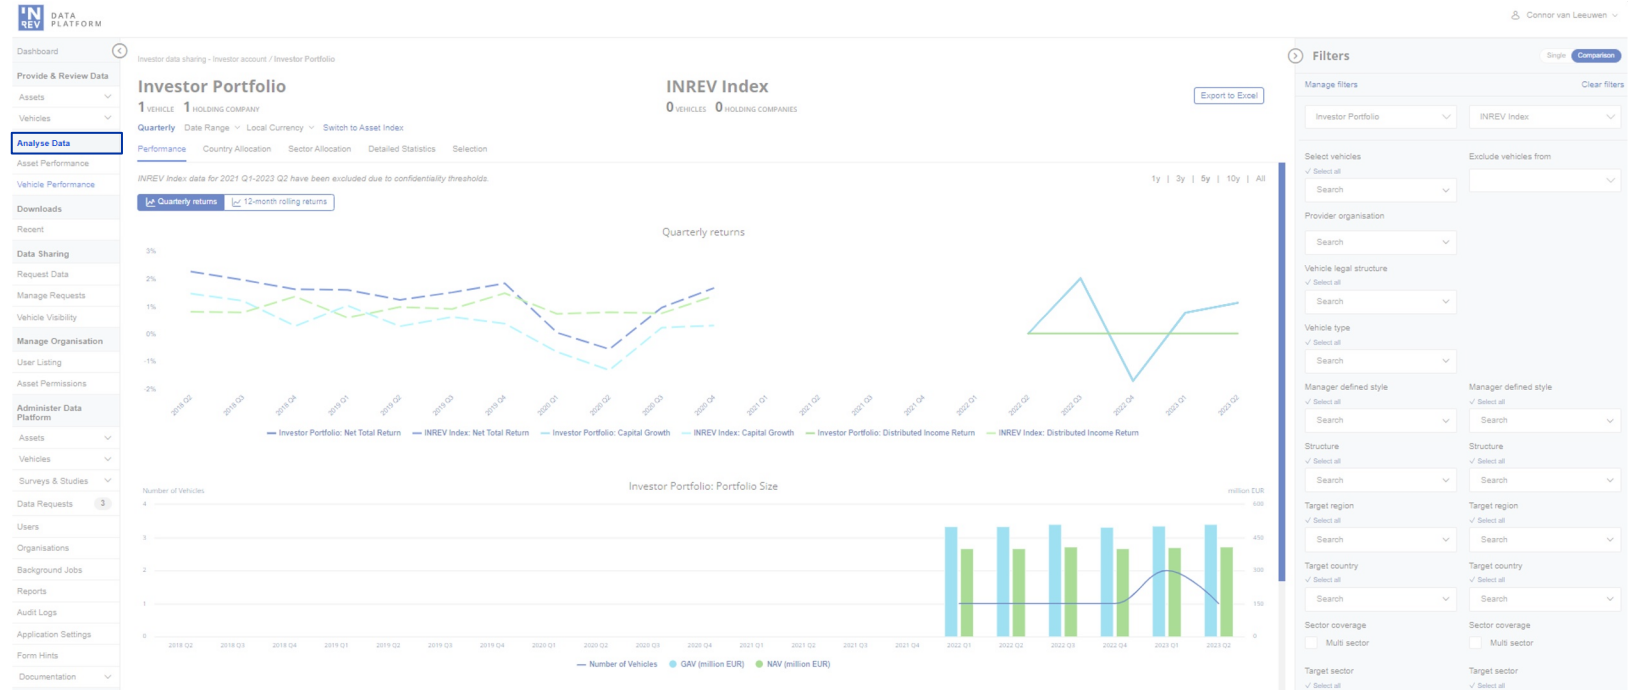 INREV
DATA
PLATFORM
Connor van Leeuwen
Dashboard
Provide & Review Data
Assets
Vehicles
Analyse Data
Asset Performance
Vehicle Performance
Downloads
Recent
Data Sharing
Request Data
Manage Requests
Vehicle Visibility
Manage Organisation
User Listing
Asset Permissions
Administer Data
Platform
Assets
Vehicles
Surveys & Studies
Data Requests 3
Users
Organisations
Background Jobs
Reports
Audit Logs
Application Settings
Form Hints
Documentation
Investor data sharing - Investor account / Investor Portfolio
Investor Portfolio
1 VEHICLE 1 HOLDING COMPANY
INREV Index
0 VEHICLES 0 HOLDING COMPANIES
Export to Excel
Quarterly Date Range Local Currency Switch to Asset Index
Performance Country Allocation Sector Allocation Detailed Statistics Selection
INREV Index data for 2021 Q1-2023 Q2 have been excluded due to confidentiality thresholds.
1y | 3y | 5y | 10y | All
Quarterly returns 12-month rolling returns
Quarterly returns
3%
2%
1%
0%
-1%
-2%
2018 Q2 2018 Q3 2018 Q4 2019 Q1 2019 Q2 2019 Q3 2019 Q4 2020 Q1 2020 Q2 2020 Q3 2020 Q4 2021 Q1 2021 Q2 2021 Q3 2021 Q4 2022 Q1 2022 Q2 2022 Q3 2022 Q4 2023 Q1 2023 Q2
Investor Portfolio: Net Total Return INREV Index: Net Total Return Investor Portfolio: Capital Growth INREV Index: Capital Growth Investor Portfolio: Distributed Income Return INREV Index: Distributed Income Return
Investor Portfolio: Portfolio Size
Number of Vehicles million EUR
4 600
3 450
2 300
1 150
0 0
2018 Q2 2018 Q3 2018 Q4 2019 Q1 2019 Q2 2019 Q3 2019 Q4 2020 Q1 2020 Q2 2020 Q3 2020 Q4 2021 Q1 2021 Q2 2021 Q3 2021 Q4 2022 Q1 2022 Q2 2022 Q3 2022 Q4 2023 Q1 2023 Q2
Number of Vehicles GAV (million EUR) NAV (million EUR)
Filters
Single Comparison
Manage filters Clear filters
Investor Portfolio INREV Index
Select vehicles Exclude vehicles from
Select all
Search
Provider organisation
Search
Vehicle legal structure
Select all
Search
Vehicle type
Select all
Search
Manager defined style Manager defined style
Select all Select all
Search Search
Structure Structure
Select all Select all
Search Search
Target region Target region
Select all Select all
Search Search
Target country Target country
Select all Select all
Search Search
Sector coverage Sector coverage
Multi sector Multi sector
Target sector Target sector
Select all Select all